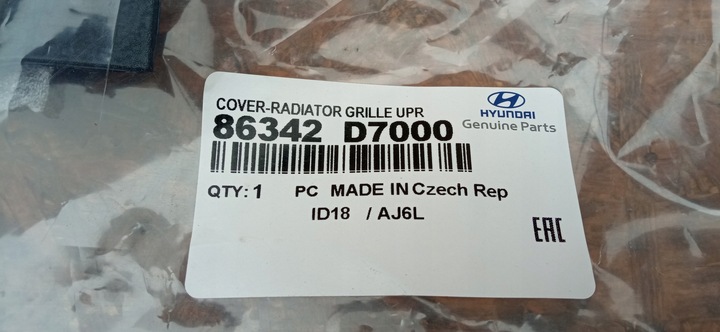 COVER-RADIATOR GRILLE UPR
86342 D7000
HYUNDAI
Genuine Parts
QTY: 1 PC MADE IN Czech Rep
ID18 / AJ6L
EAC